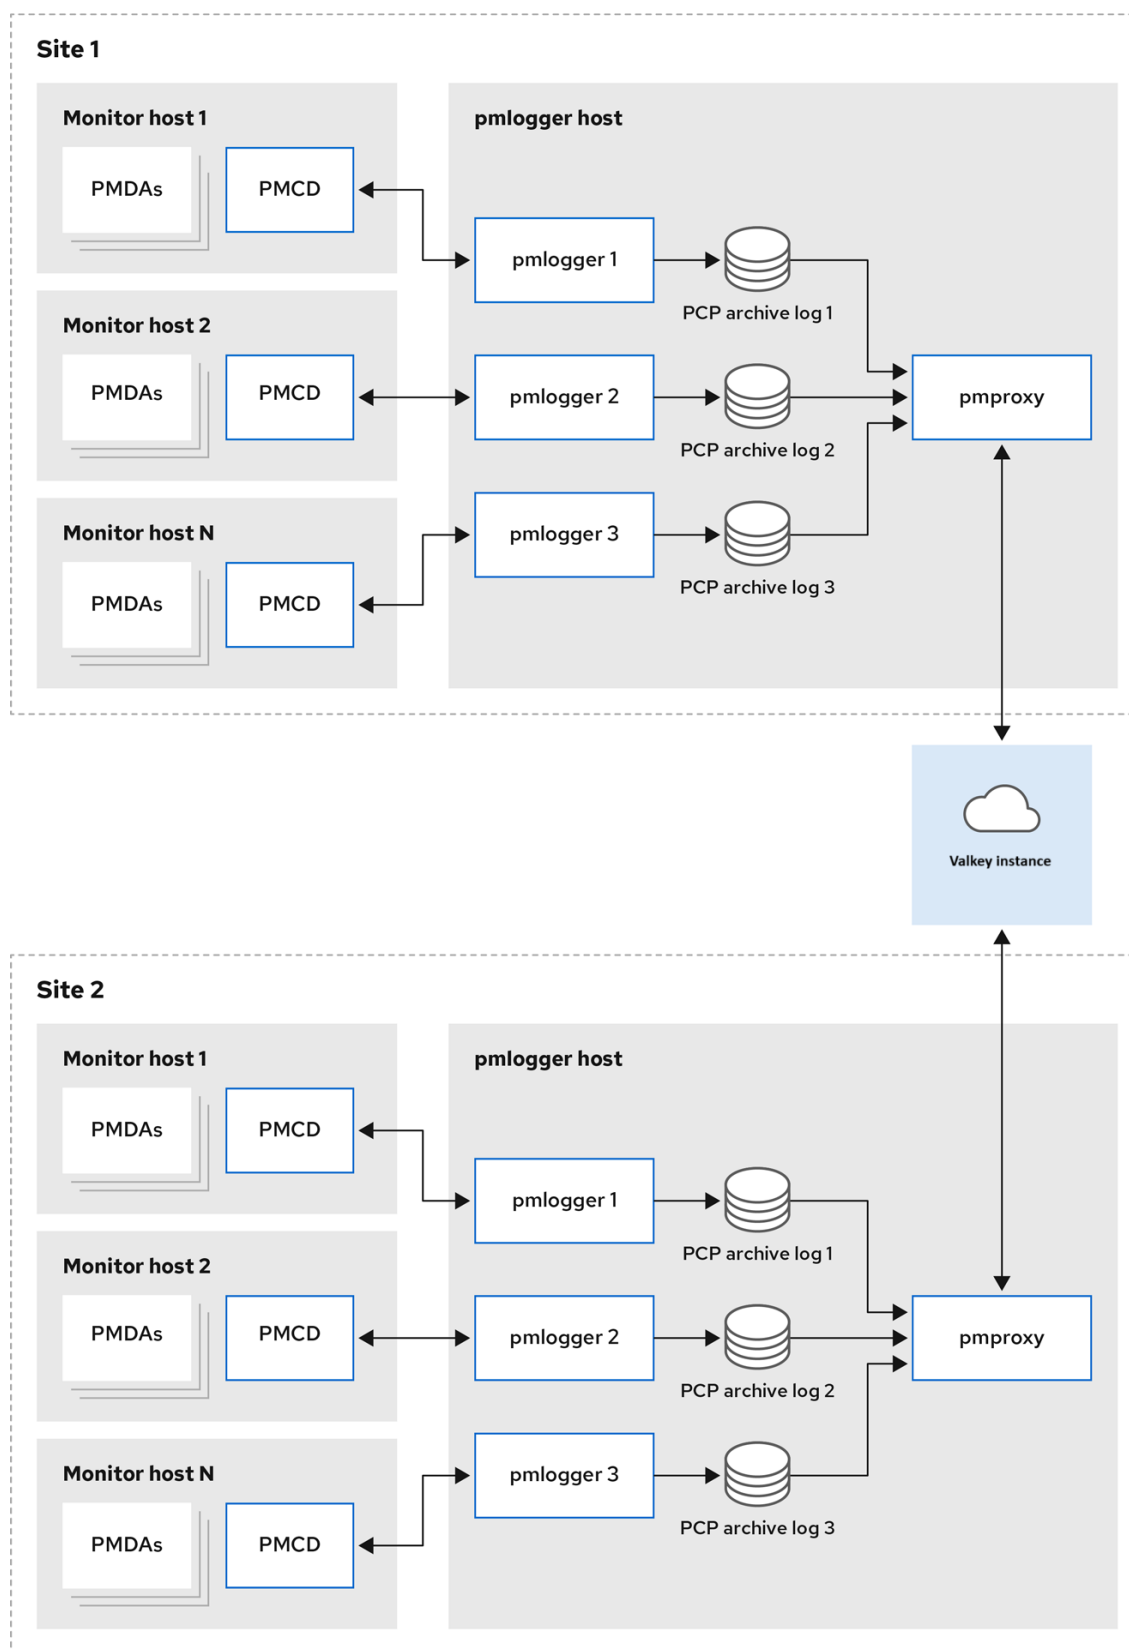 Site 1
Monitor host 1
PMDAs
PMCD
Monitor host 2
PMDAs
PMCD
Monitor host N
PMDAs
PMCD
pmlogger host
pmlogger 1
PCP archive log 1
pmlogger 2
PCP archive log 2
pmlogger 3
PCP archive log 3
pmproxy
Valkey instance
Site 2
Monitor host 1
PMDAs
PMCD
Monitor host 2
PMDAs
PMCD
Monitor host N
PMDAs
PMCD
pmlogger host
pmlogger 1
PCP archive log 1
pmlogger 2
PCP archive log 2
pmlogger 3
PCP archive log 3
pmproxy